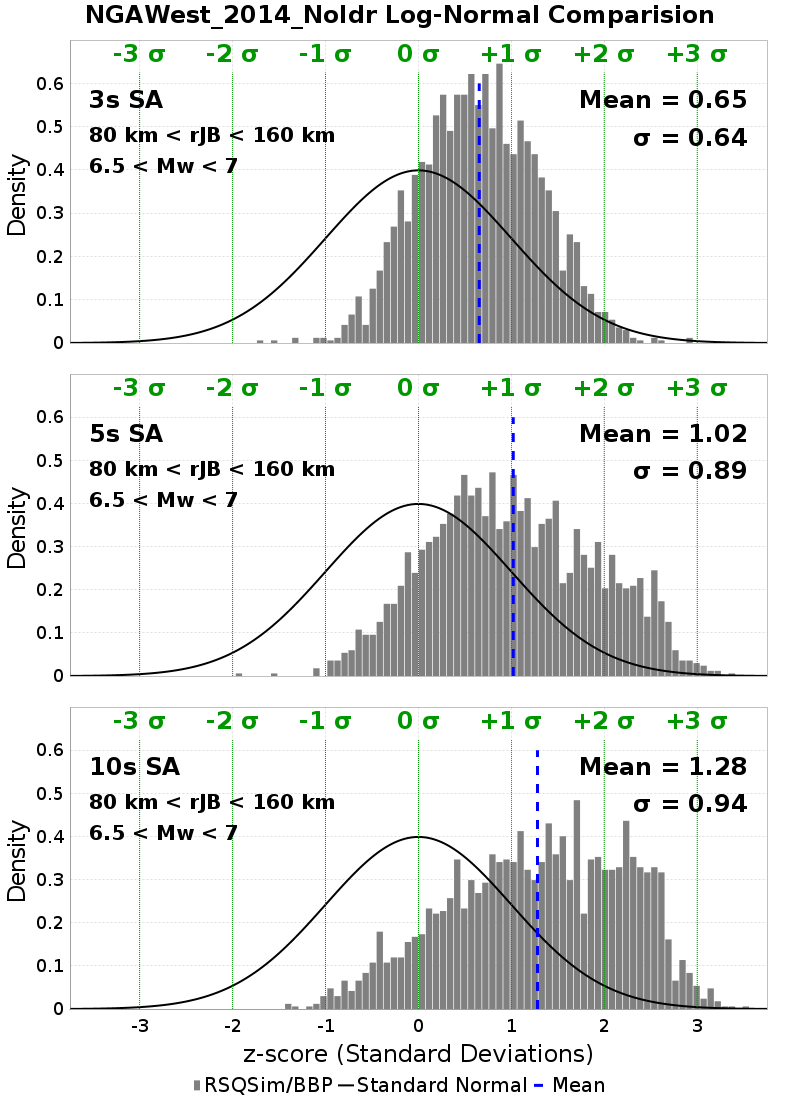 NGAWest_2014_NoIdr Log-Normal Comparision
-3 σ -2 σ -1 σ 0 σ +1 σ +2 σ +3 σ
0.6
3s SA Mean = 0.65
0.5
80 km < rJB < 160 km σ = 0.64
6.5 < Mw < 7
0.4
Density
0.3
0.2
0.1
0
-3 σ -2 σ -1 σ 0 σ +1 σ +2 σ +3 σ
0.6
5s SA Mean = 1.02
0.5
80 km < rJB < 160 km σ = 0.89
6.5 < Mw < 7
0.4
Density
0.3
0.2
0.1
0
-3 σ -2 σ -1 σ 0 σ +1 σ +2 σ +3 σ
0.6
10s SA Mean = 1.28
0.5
80 km < rJB < 160 km σ = 0.94
6.5 < Mw < 7
0.4
Density
0.3
0.2
0.1
0
-3 -2 -1 0 1 2 3
z-score (Standard Deviations)
RSQSim/BBP Standard Normal Mean